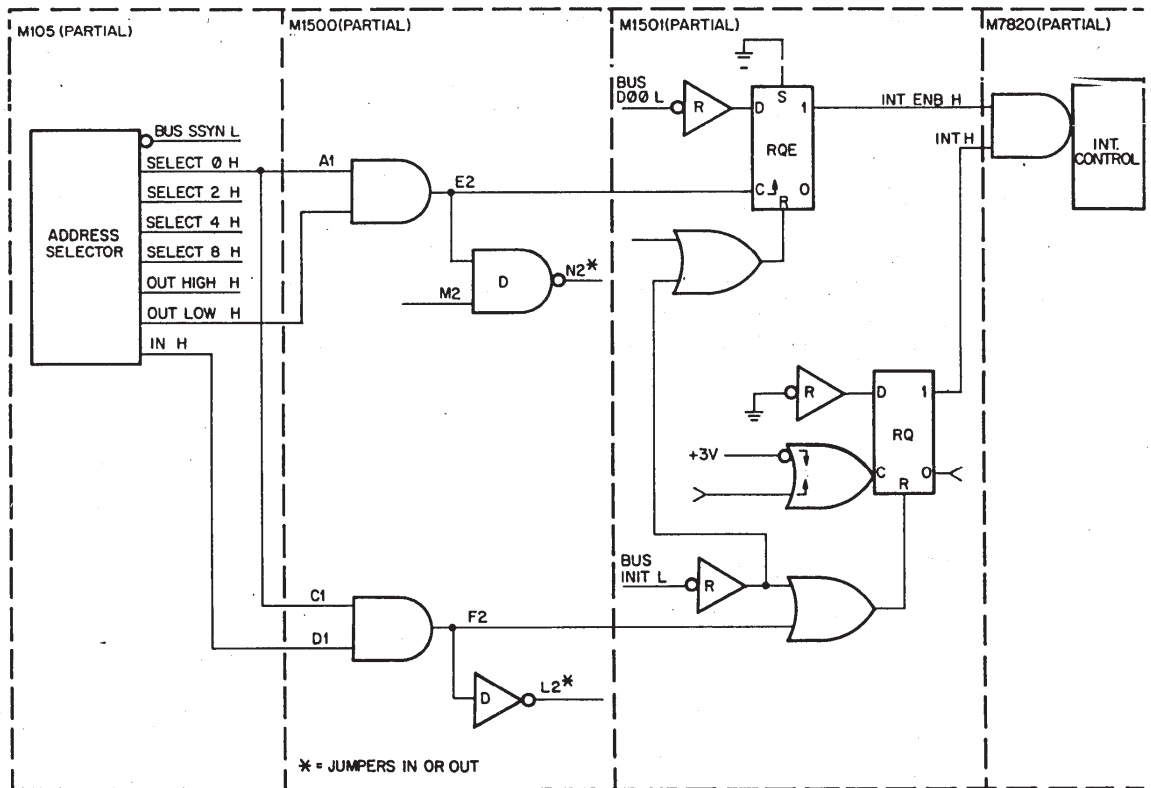 M105 (PARTIAL)
M1500 (PARTIAL)
M1501 (PARTIAL)
M7820 (PARTIAL)
ADDRESS
SELECTOR
BUS SSYN L
SELECT Ø H
SELECT 2 H
SELECT 4 H
SELECT 8 H
OUT HIGH H
OUT LOW H
IN H
A1
E2
D
M2
N2*
C1
D1
F2
D
L2*
* = JUMPERS IN OR OUT
BUS
DØØ L
R
S
D
1
RQE
C
R
O
INT ENB H
INT H
INT.
CONTROL
R
D
1
RQ
+3V
C
R
O
BUS
INIT L
R